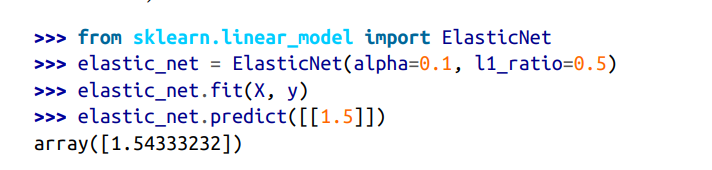 >>> from sklearn.linear_model import ElasticNet
>>> elastic_net = ElasticNet(alpha=0.1, l1_ratio=0.5)
>>> elastic_net.fit(X, y)
>>> elastic_net.predict([[1.5]])
array([1.54333232])